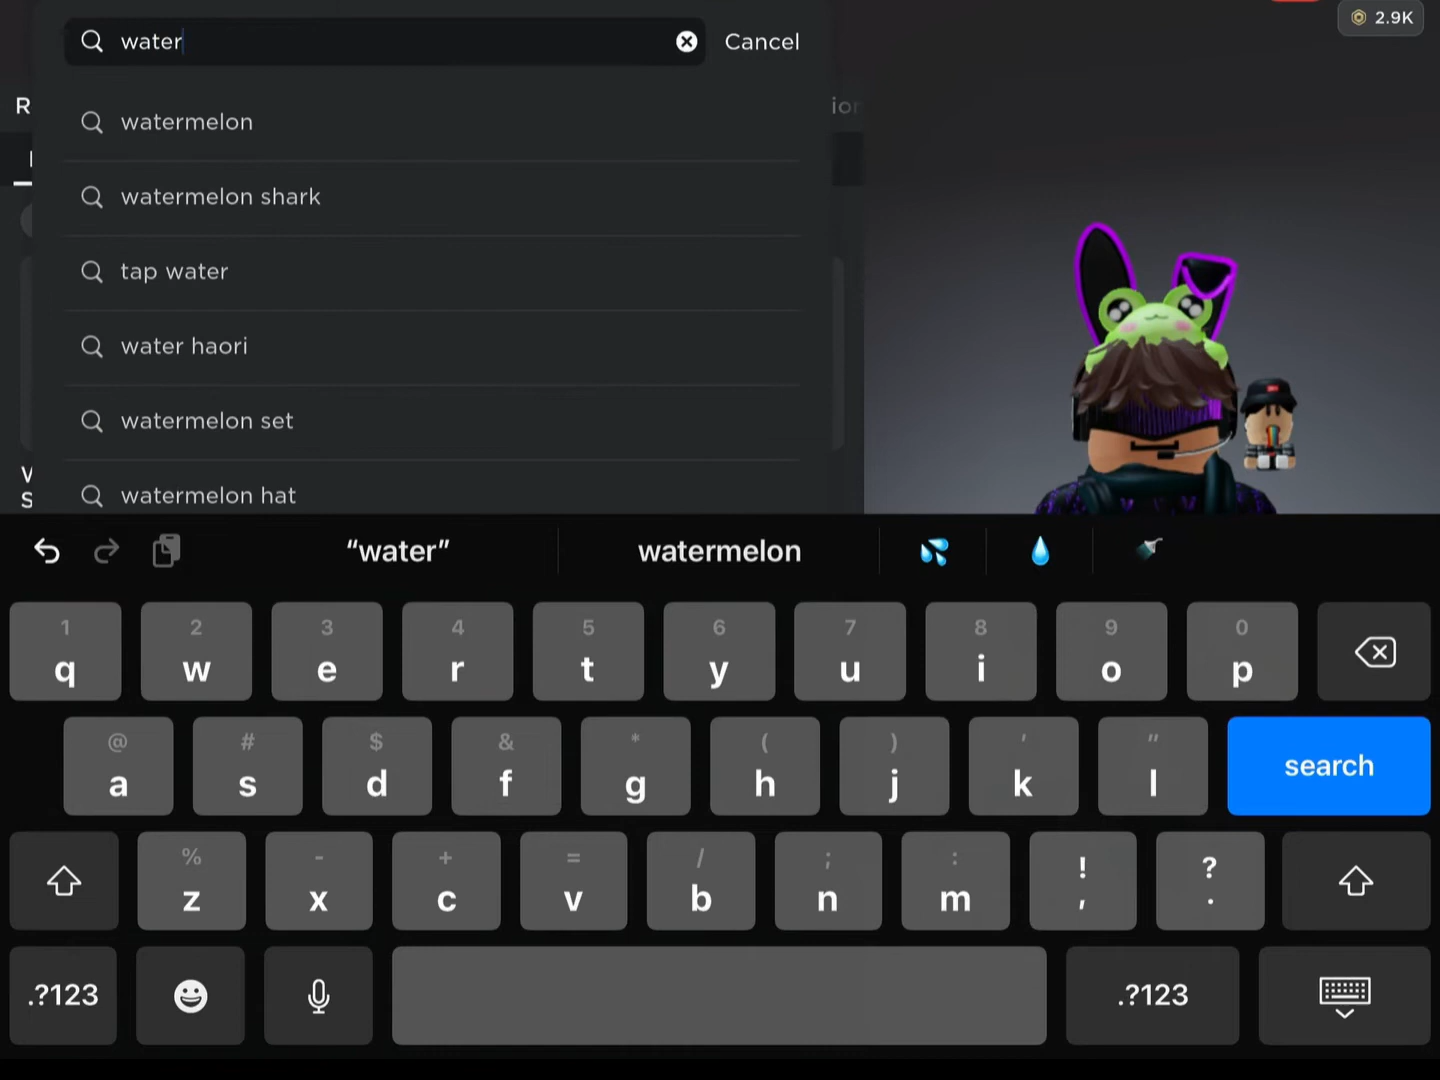 water
Cancel
2.9K
R
ion
watermelon
watermelon shark
tap water
water haori
watermelon set
V
S
watermelon hat
“water”
watermelon
1 2 3 4 5 6 7 8 9 0
q w e r t y u i o p
@ # $ & * ( ) ' "
a s d f g h j k l
search
% - + = / ; : ! ?
z x c v b n m , .
.?123
.?123